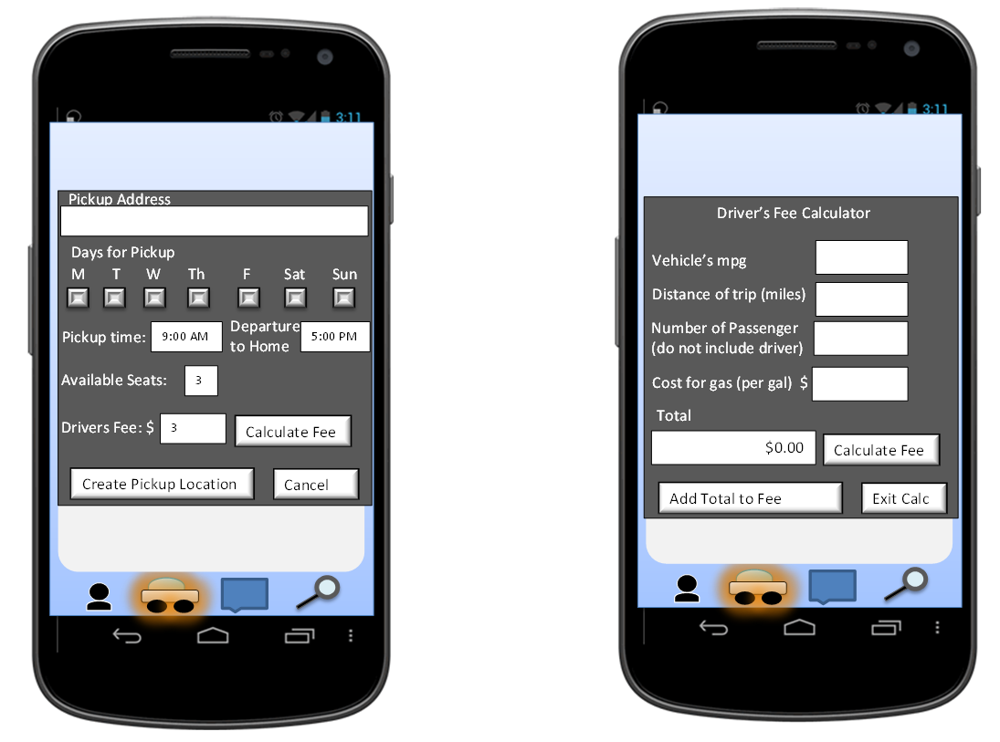 3:11
Pickup Address
Days for Pickup
M T W Th F Sat Sun
Pickup time: 9:00 AM Departure to Home 5:00 PM
Available Seats: 3
Drivers Fee: $ 3 Calculate Fee
Create Pickup Location Cancel
3:11
Driver's Fee Calculator
Vehicle's mpg
Distance of trip (miles)
Number of Passenger
(do not include driver)
Cost for gas (per gal) $
Total
$0.00 Calculate Fee
Add Total to Fee Exit Calc